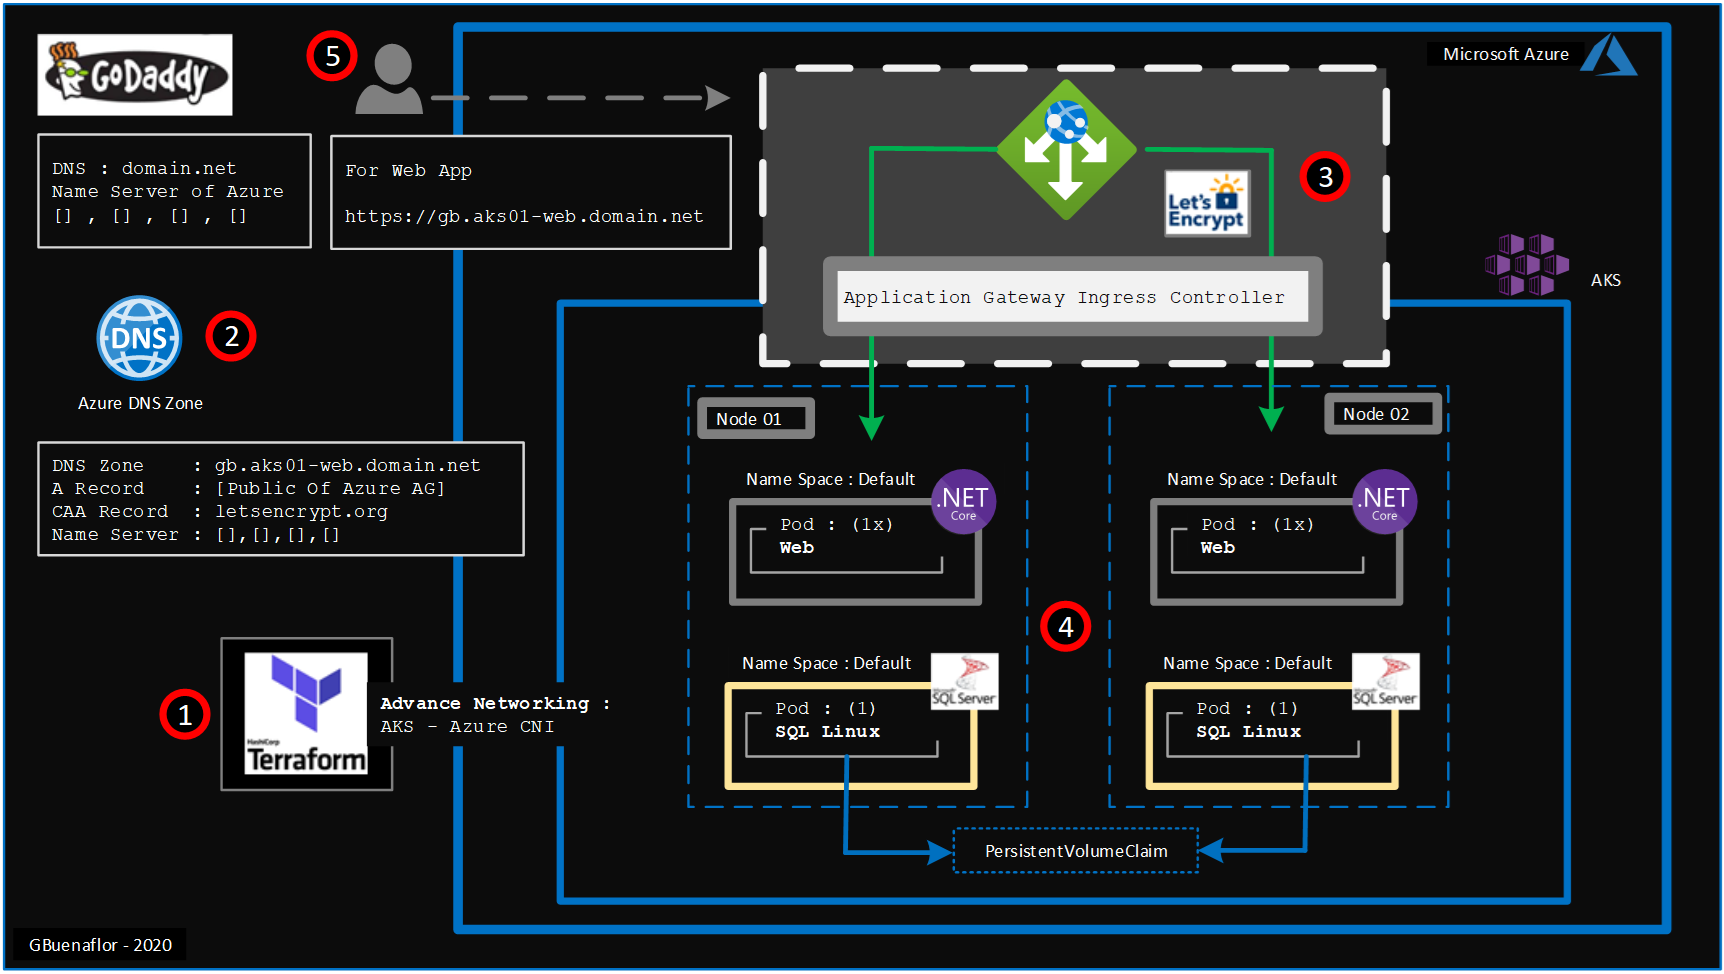 GoDaddy™
5
Microsoft Azure
DNS : domain.net
Name Server of Azure
[] , [] , [] , []
For Web App
https://gb.aks01-web.domain.net
3
Let's
Encrypt
Application Gateway Ingress Controller
AKS
DNS
2
Azure DNS Zone
DNS Zone : gb.aks01-web.domain.net
A Record : [Public Of Azure AG]
CAA Record : letsencrypt.org
Name Server : [],[],[],[]
Node 01
Node 02
Name Space : Default
.NET
Core
Pod : (1x)
Web
Name Space : Default
.NET
Core
Pod : (1x)
Web
4
1
HashiCorp
Terraform
Advance Networking :
AKS - Azure CNI
Name Space : Default
Microsoft
SQL Server
Pod : (1)
SQL Linux
Name Space : Default
Microsoft
SQL Server
Pod : (1)
SQL Linux
PersistentVolumeClaim
GBuenaflor - 2020